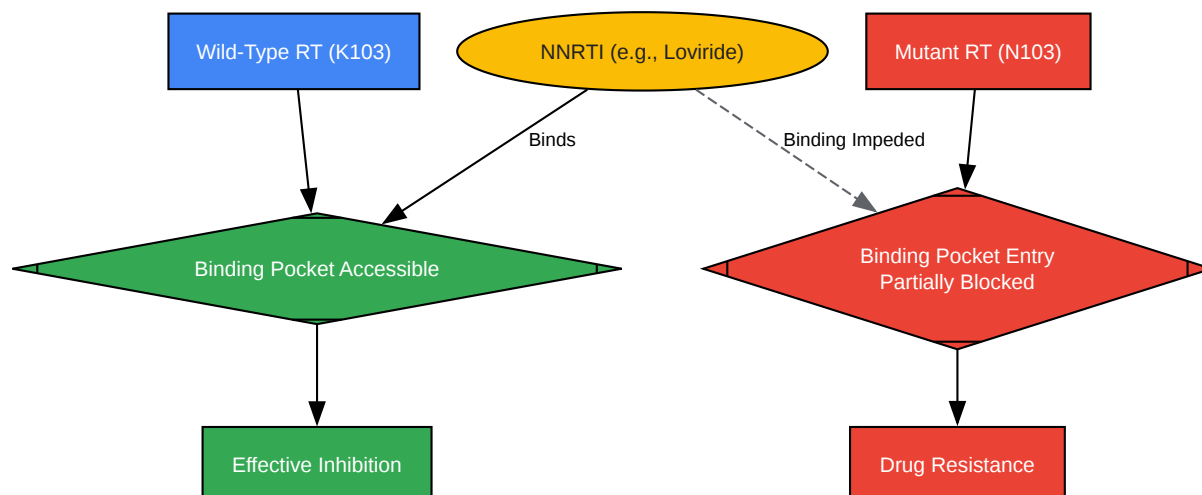 Wild-Type RT (K103)
NNRTI (e.g., Loviride)
Mutant RT (N103)
Binds
Binding Impeded
Binding Pocket Accessible
Binding Pocket Entry
Partially Blocked
Effective Inhibition
Drug Resistance